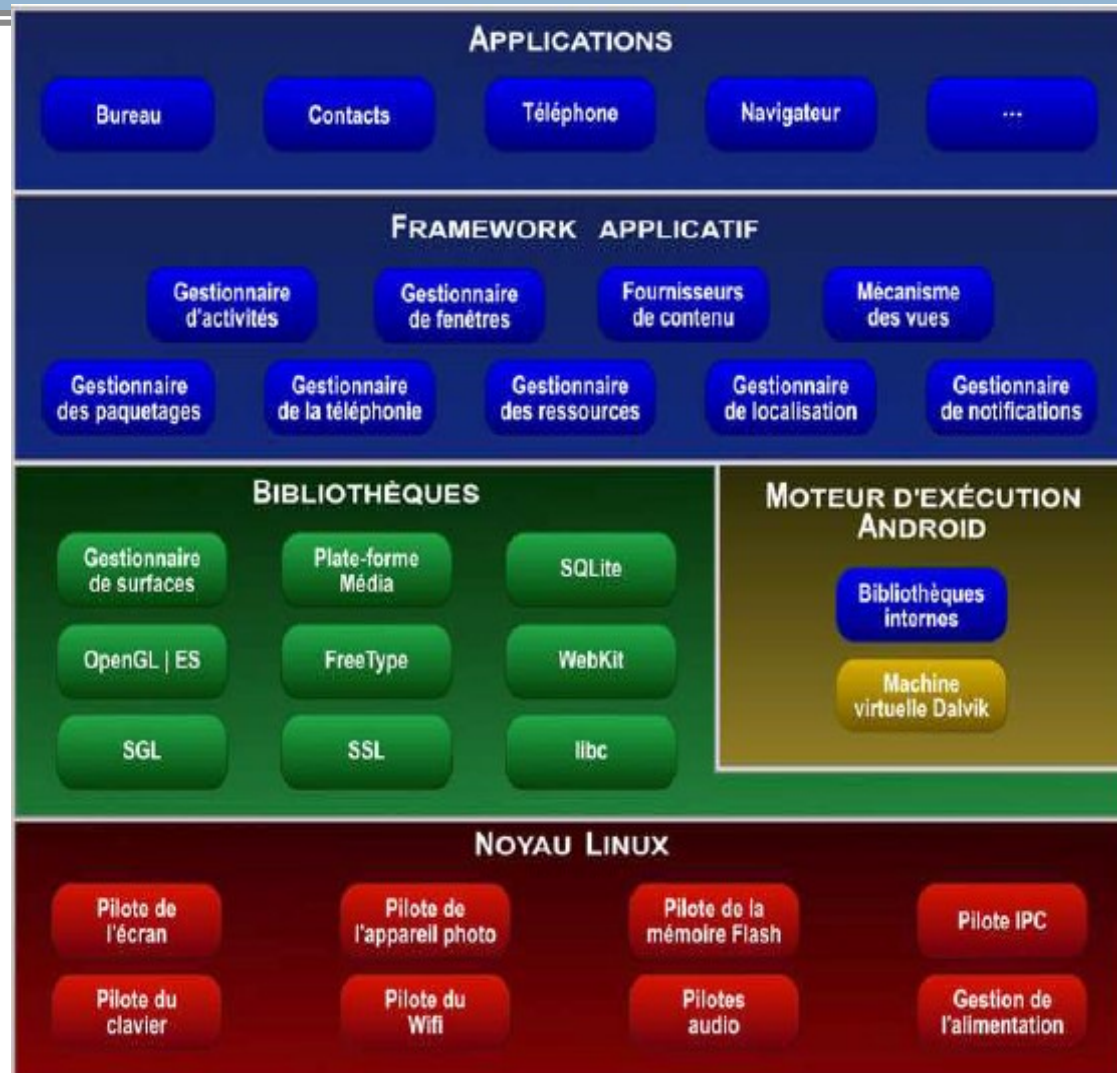 APPLICATIONS
Bureau
Contacts
Téléphone
Navigateur
...
FRAMEWORK APPLICATIF
Gestionnaire
d'activités
Gestionnaire
de fenêtres
Fournisseurs
de contenu
Mécanisme
des vues
Gestionnaire
des paquetages
Gestionnaire
de la téléphonie
Gestionnaire
des ressources
Gestionnaire
de localisation
Gestionnaire
de notifications
BIBLIOTHÈQUES
Gestionnaire
de surfaces
Plate-forme
Média
SQLite
OpenGL | ES
FreeType
WebKit
SGL
SSL
libc
MOTEUR D'EXÉCUTION
ANDROID
Bibliothèques
internes
Machine
virtuelle Dalvik
NOYAU LINUX
Pilote de
l'écran
Pilote de
l'appareil photo
Pilote de la
mémoire Flash
Pilote IPC
Pilote du
clavier
Pilote du
Wifi
Pilotes
audio
Gestion de
l'alimentation